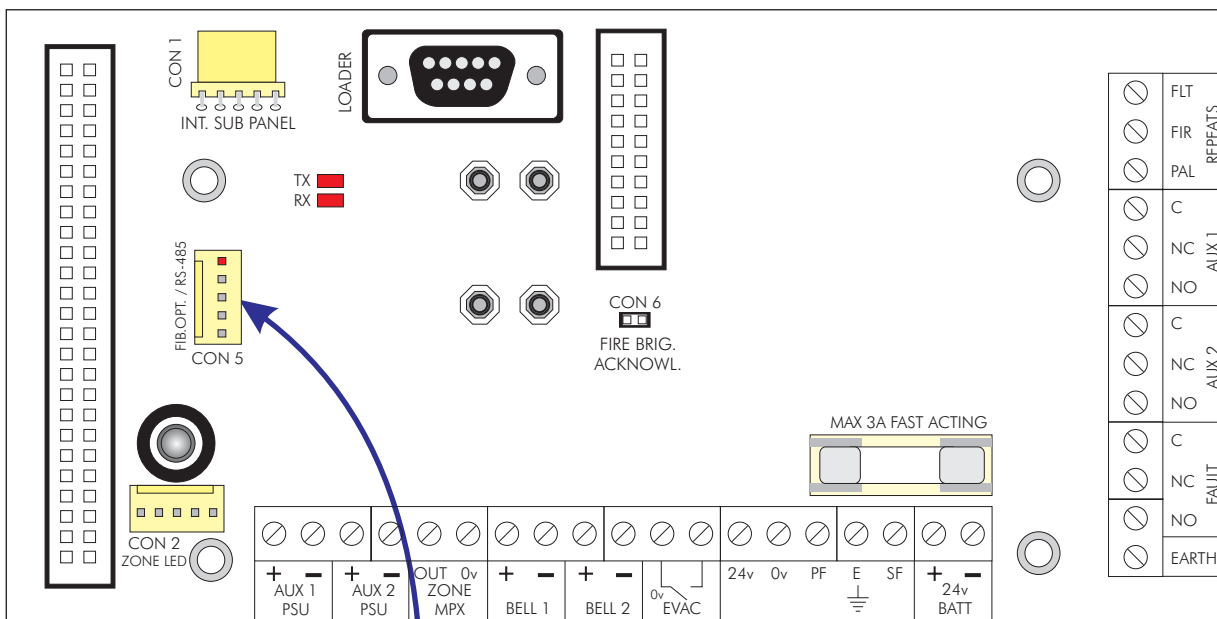 CON 1
INT. SUB PANEL
LOADER
TX
RX
FIB.OPT. / RS-485
CON 5
CON 6
FIRE BRIG.
ACKNOWL.
MAX 3A FAST ACTING
CON 2
ZONE LED
+ − AUX 1 PSU
+ − AUX 2 PSU
OUT 0v ZONE MPX
+ − BELL 1
+ − BELL 2
0v EVAC
24v 0v PF E SF
+ − 24v BATT
FLT
FIR
PAL
REPEATS
C
NC
NO
AUX 1
C
NC
NO
AUX 2
C
NC
NO
FAULT
EARTH